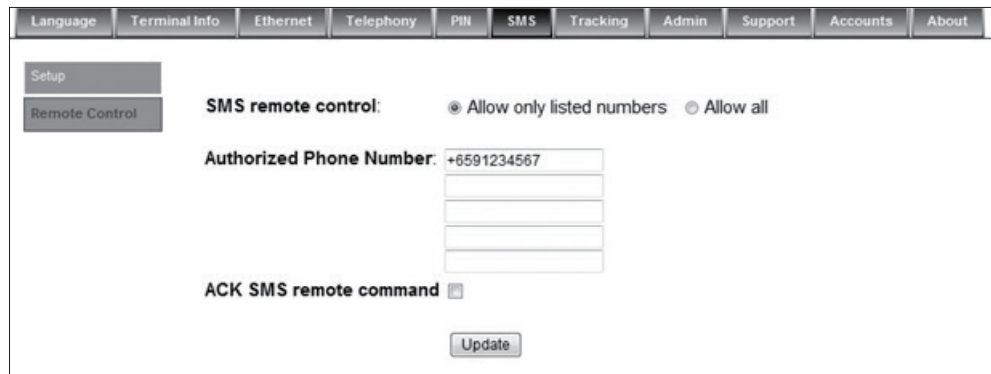 Language Terminal Info Ethernet Telephony PIN SMS Tracking Admin Support Accounts About
Setup
Remote Control
SMS remote control: Allow only listed numbers Allow all
Authorized Phone Number: +6591234567
ACK SMS remote command
Update